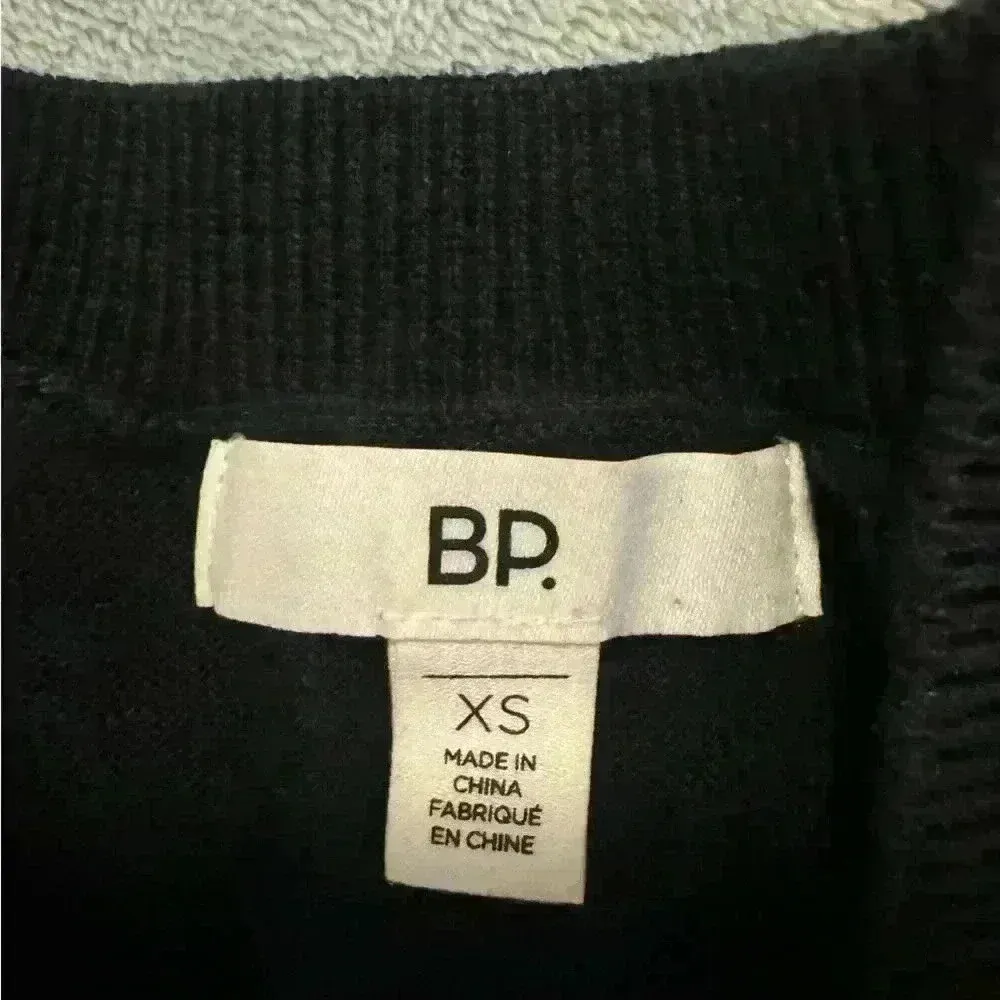 BP.
XS
MADE IN
CHINA
FABRIQUÉ
EN CHINE